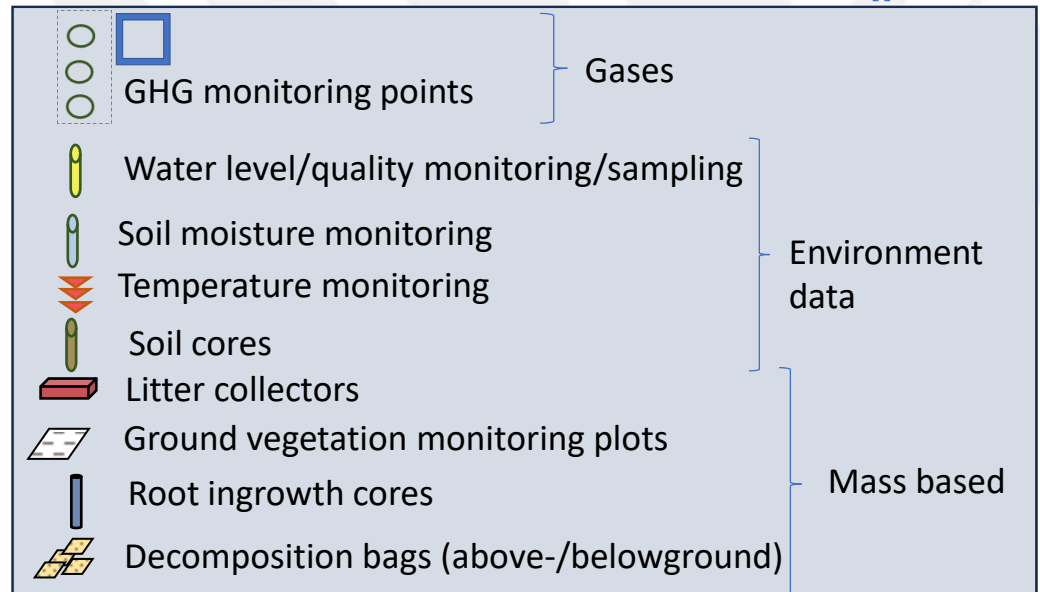 GHG monitoring points
Gases
Water level/quality monitoring/sampling
Soil moisture monitoring
Temperature monitoring
Soil cores
Environment
data
Litter collectors
Ground vegetation monitoring plots
Root ingrowth cores
Decomposition bags (above-/belowground)
Mass based